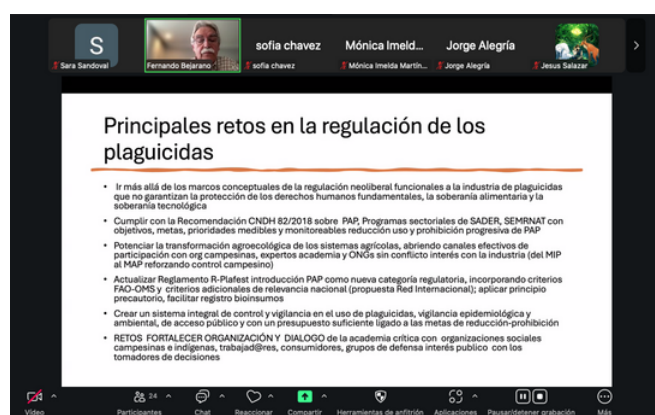 S
sofia chavez
Mónica Imeld...
Jorge Alegría
Sara Sandoval
Fernando Bejarano
sofia chavez
Mónica Imelda Martín...
Jorge Alegría
Jesus Salazar
Principales retos en la regulación de los
plaguicidas
• Ir más allá de los marcos conceptuales de la regulación neoliberal funcionales a la industria de plaguicidas
que no garantizan la protección de los derechos humanos fundamentales, la soberanía alimentaria y la
soberanía tecnológica
• Cumplir con la Recomendación CNDH 82/2018 sobre PAP, Programas sectoriales de SADER, SEMRNAT con
objetivos, metas, prioridades medibles y monitoreables reducción uso y prohibición progresiva de PAP
• Potenciar la transformación agroecológica de los sistemas agrícolas, abriendo canales efectivos de
participación con org campesinas, expertos academia y ONGs sin conflicto interés con la industria (del MIP
al MAP reforzando control campesino)
• Actualizar Reglamento R-Plafest introducción PAP como nueva categoría regulatoria, incorporando criterios
FAO-OMS y criterios adicionales de relevancia nacional (propuesta Red Internacional); aplicar principio
precautorio, facilitar registro bioinsumos
• Crear un sistema integral de control y vigilancia en el uso de plaguicidas, vigilancia epidemiológica y
ambiental, de acceso público y con un presupuesto suficiente ligado a las metas de reducción-prohibición
• RETOS FORTALECER ORGANIZACIÓN Y DIALOGO de la academia crítica con organizaciones sociales
campesinas e indígenas, trabajad@res, consumidores, grupos de defensa interés publico con los
tomadores de decisiones
24
Video
Participantes
Chat
Reaccionar
Compartir
Herramientas de anfitrión
Aplicaciones
Pausar/detener grabación
Más